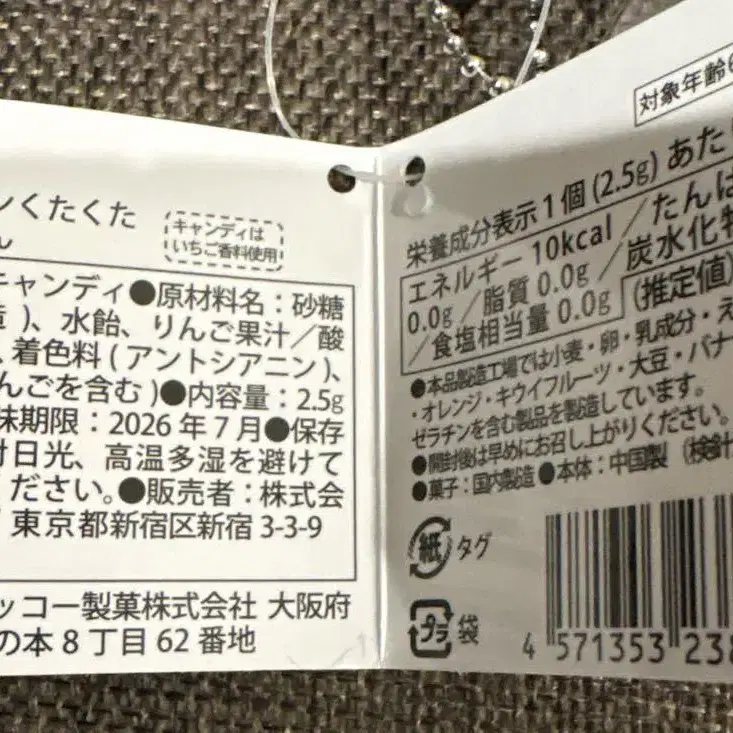 ンくたくた
ん
キャンディは
いちご香料使用
キャンディ●原材料名：砂糖
)、水飴、りんご果汁／酸
、着色料(アントシアニン)、
んごを含む)●内容量：2.5g
味期限：2026年7月●保存
射日光、高温多湿を避けて
ください。●販売者：株式会
東京都新宿区新宿3-3-9
ッコー製菓株式会社 大阪府
の本8丁目62番地
対象年齢6
栄養成分表示1個(2.5g)あたり
エネルギー 10kcal／たんぱ
0.0g／脂質 0.0g／炭水化物
／食塩相当量 0.0g (推定値)
●本品製造工場では小麦・卵・乳成分・え
・オレンジ・キウイフルーツ・大豆・バナナ
ゼラチンを含む製品を製造しています。
●開封後は早めにお召し上がりください。
●菓子：国内製造●本体：中国製(検針
紙 タグ
プラ 袋
4 571353 238